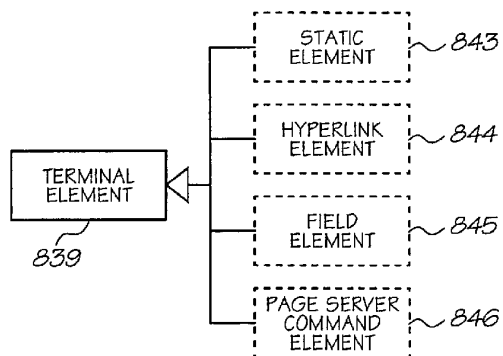 STATIC
ELEMENT
843
HYPERLINK
ELEMENT
844
TERMINAL
ELEMENT
839
FIELD
ELEMENT
845
PAGE SERVER
COMMAND
ELEMENT
846